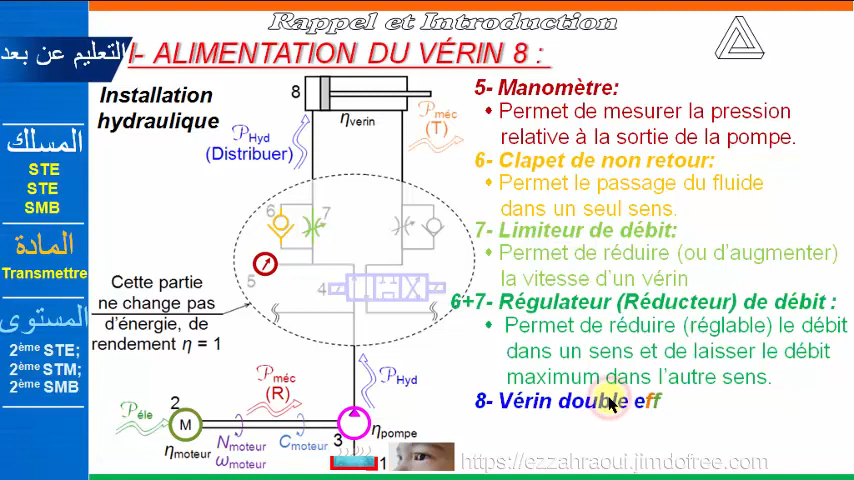 Rappel et Introduction
التعليم عن بعد
I- ALIMENTATION DU VÉRIN 8 :
المسلك
STE
STE
SMB
المادة
Transmettre
المستوى
2ème STE;
2ème STM;
2ème SMB
Installation
hydraulique
8
ηverin
𝒫méc
(T)
𝒫Hyd
(Distribuer)
6
7
5
4
Cette partie
ne change pas
d'énergie, de
rendement η = 1
𝒫méc
(R)
𝒫Hyd
𝒫éle
2
M
ηmoteur
Nmoteur
ωmoteur
Cmoteur
3
ηpompe
1
5- Manomètre:
• Permet de mesurer la pression
relative à la sortie de la pompe.
6- Clapet de non retour:
• Permet le passage du fluide
dans un seul sens.
7- Limiteur de débit:
• Permet de réduire (ou d'augmenter)
la vitesse d'un vérin
6+7- Régulateur (Réducteur) de débit :
• Permet de réduire (réglable) le débit
dans un sens et de laisser le débit
maximum dans l'autre sens.
8- Vérin double eff
https://ezzahraoui.jimdofree.com